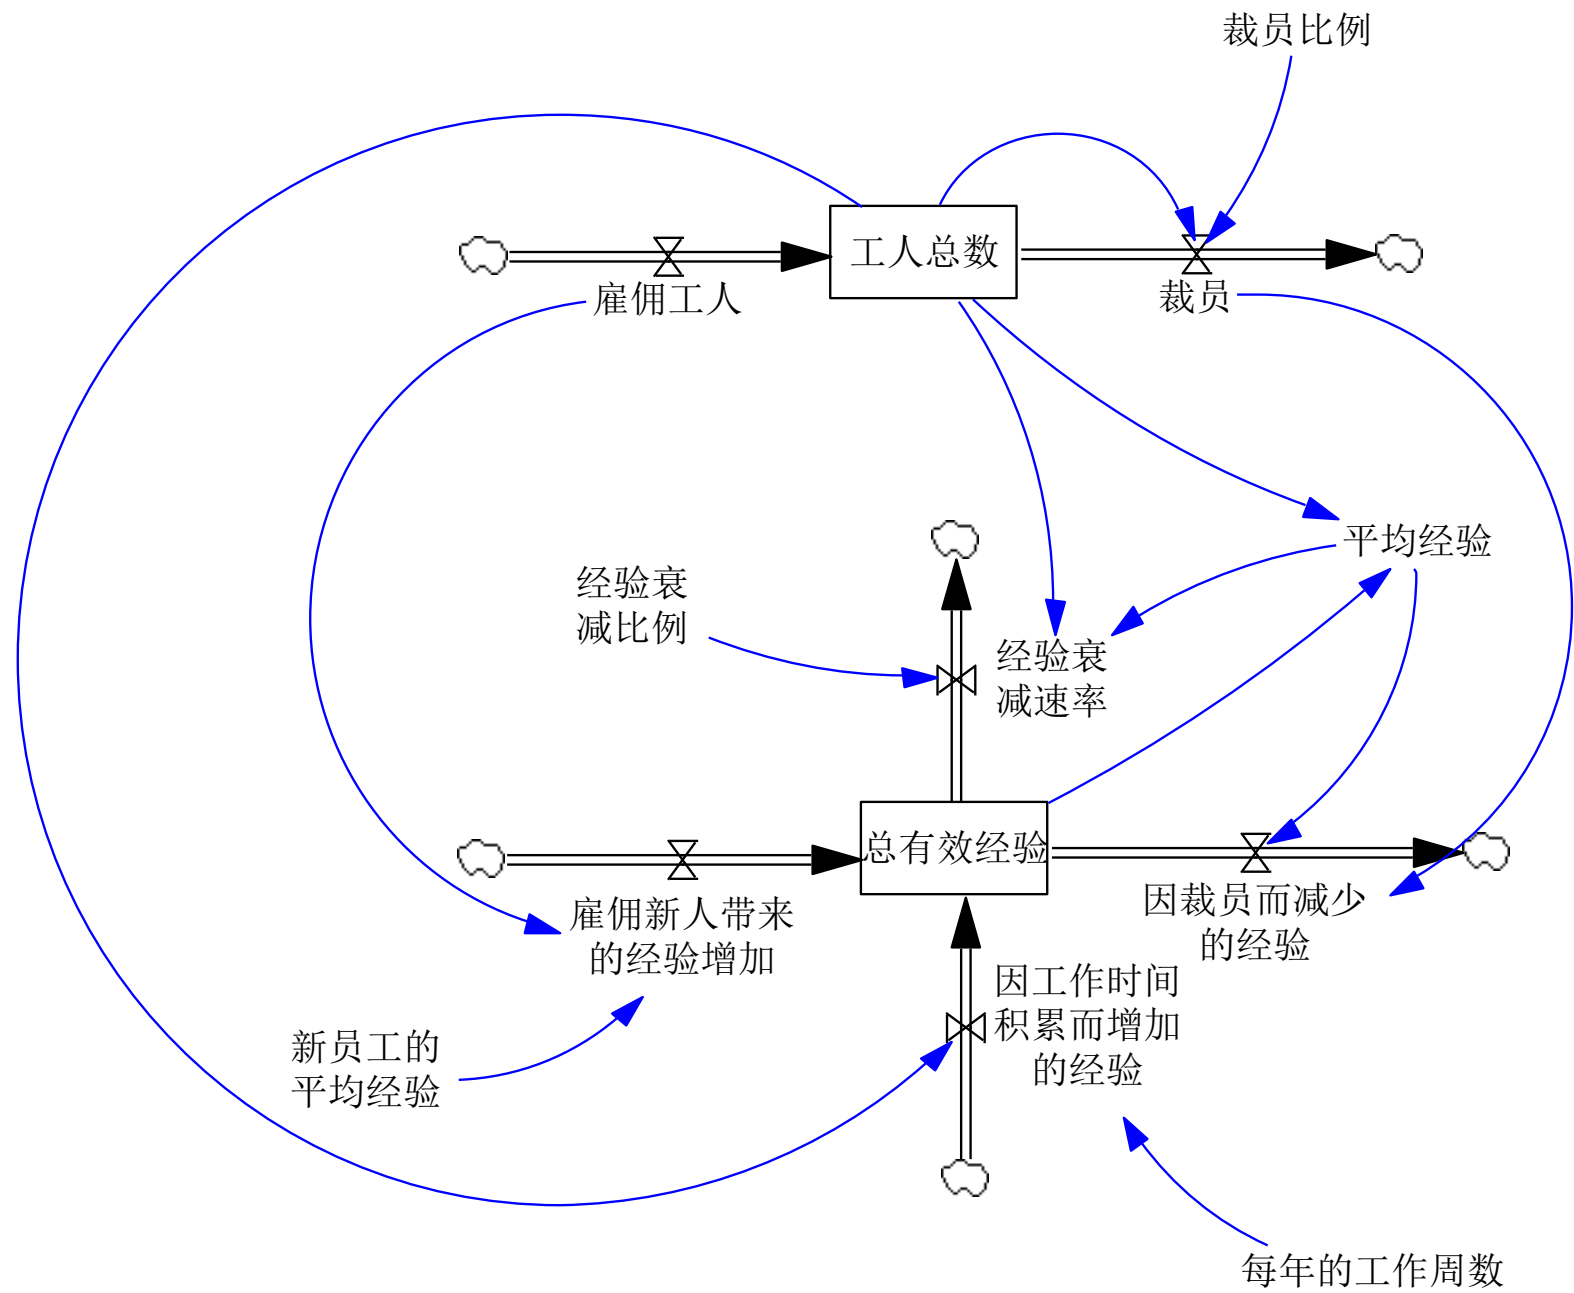 裁员比例
工人总数
雇佣工人
裁员
平均经验
经验衰
减比例
经验衰
减速率
总有效经验
雇佣新人带来
的经验增加
因裁员而减少
的经验
因工作时间
积累而增加
的经验
新员工的
平均经验
每年的工作周数